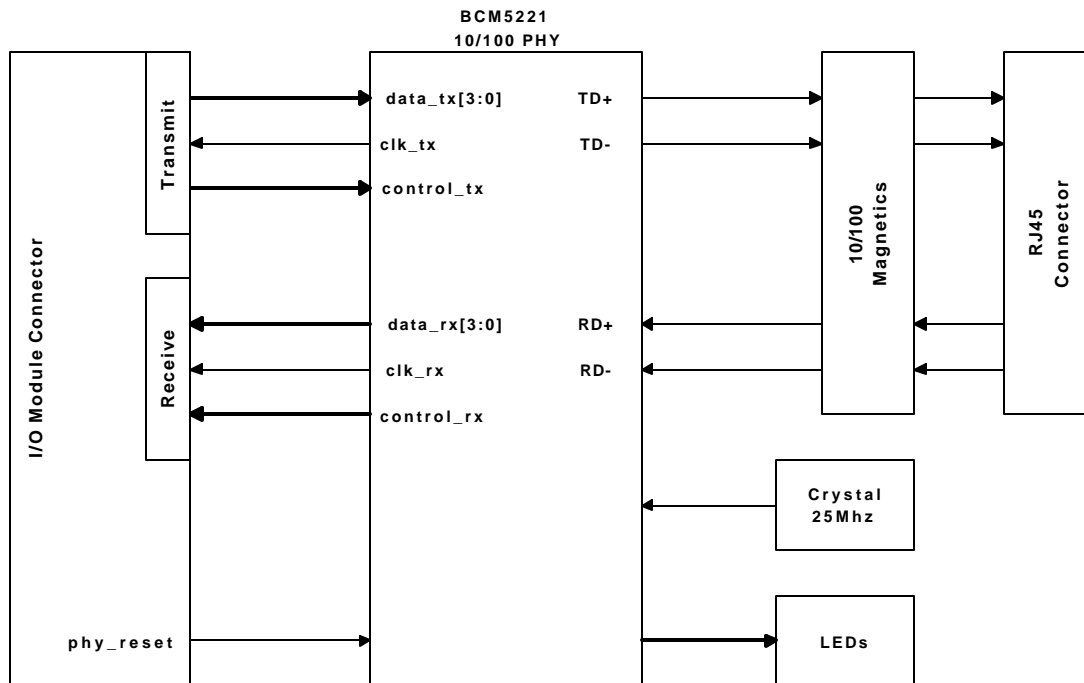 BCM5221
10/100 PHY
Transmit
data_tx[3:0]
TD+
clk_tx
TD-
control_tx
I/O Module Connector
10/100
Magnetics
RJ45
Connector
Receive
data_rx[3:0]
RD+
clk_rx
RD-
control_rx
Crystal
25Mhz
phy_reset
LEDs